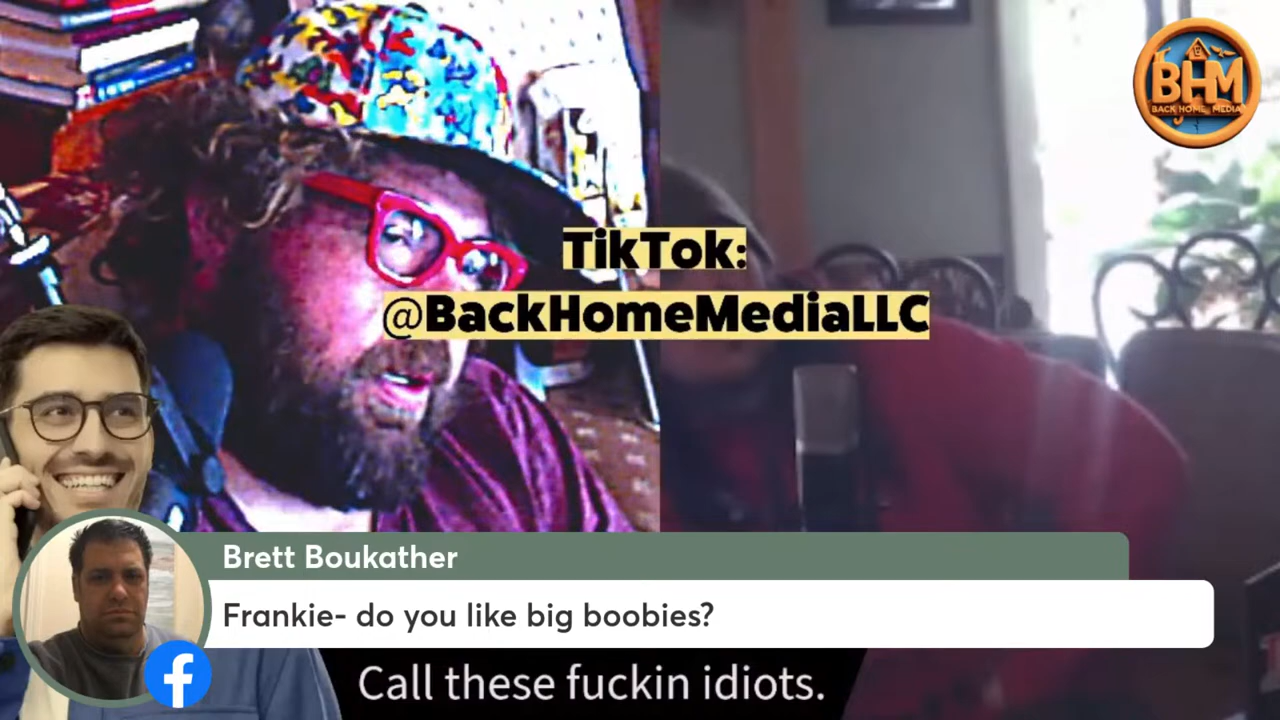 BHM
BACK HOME MEDIA
TikTok:
@BackHomeMediaLLC
Brett Boukather
Frankie- do you like big boobies?
Call these fuckin idiots.